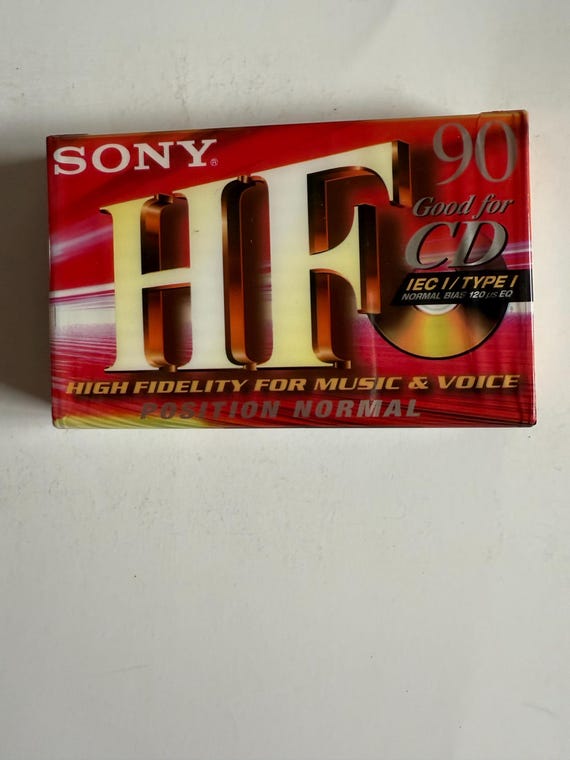 SONY®
90
HF
Good for
CD
IEC I / TYPE I
NORMAL BIAS 120 µs EQ
HIGH FIDELITY FOR MUSIC & VOICE
POSITION NORMAL